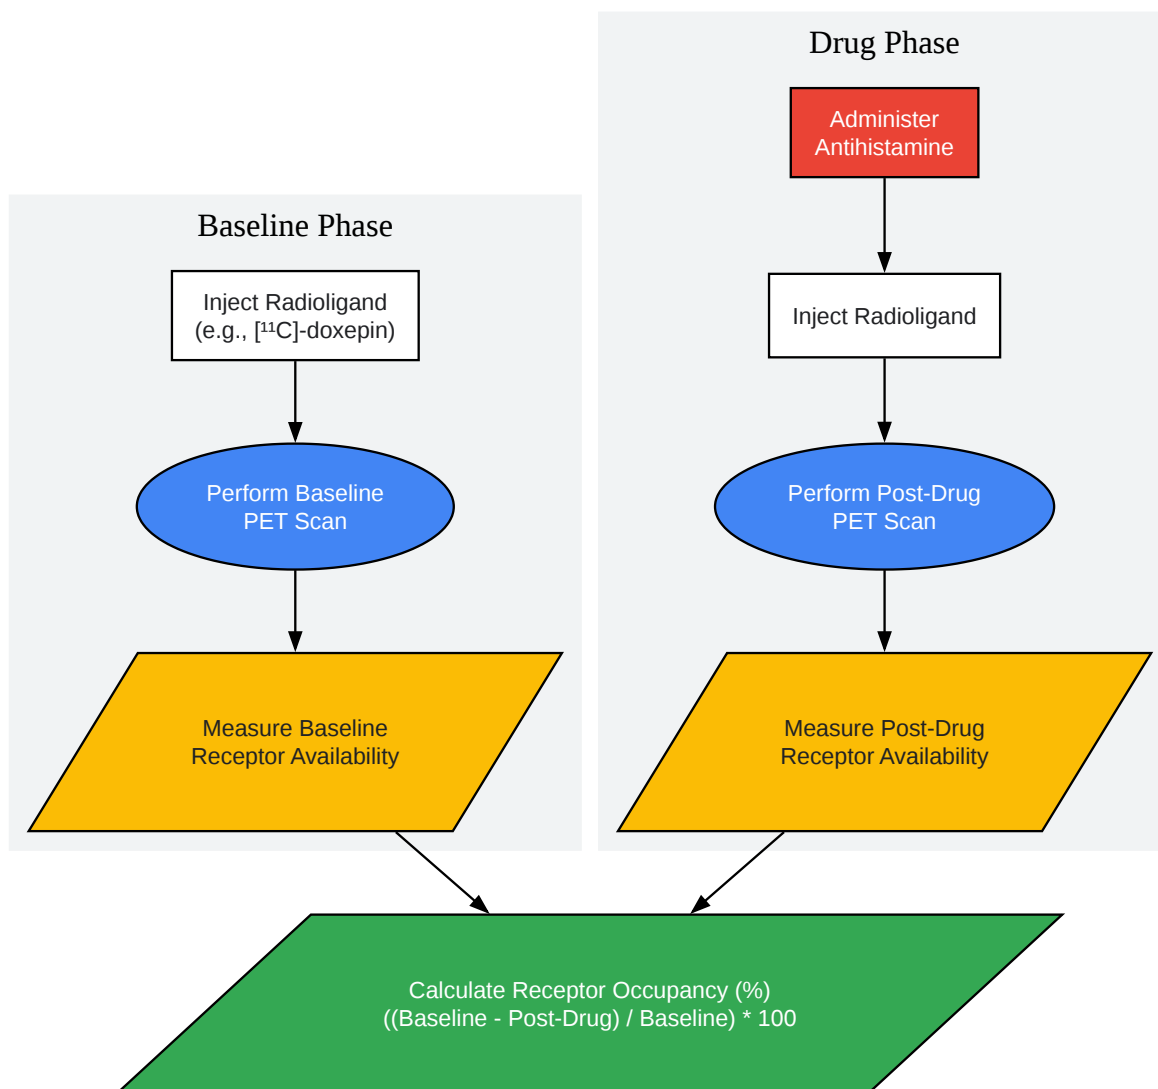 Baseline Phase
Inject Radioligand
(e.g., [¹¹C]-doxepin)
Perform Baseline
PET Scan
Measure Baseline
Receptor Availability
Drug Phase
Administer
Antihistamine
Inject Radioligand
Perform Post-Drug
PET Scan
Measure Post-Drug
Receptor Availability
Calculate Receptor Occupancy (%)
((Baseline - Post-Drug) / Baseline) * 100